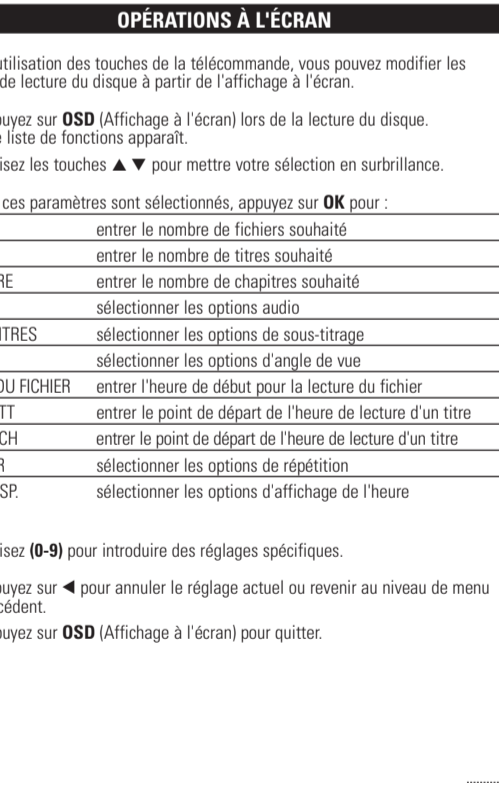 OPÉRATIONS À L'ÉCRAN
utilisation des touches de la télécommande, vous pouvez modifier les
de lecture du disque à partir de l'affichage à l'écran.
puyez sur OSD (Affichage à l'écran) lors de la lecture du disque.
e liste de fonctions apparaît.
isez les touches ▲ ▼ pour mettre votre sélection en surbrillance.
ces paramètres sont sélectionnés, appuyez sur OK pour :
entrer le nombre de fichiers souhaité
entrer le nombre de titres souhaité
RE entrer le nombre de chapitres souhaité
sélectionner les options audio
ITRES sélectionner les options de sous-titrage
sélectionner les options d'angle de vue
DU FICHIER entrer l'heure de début pour la lecture du fichier
TT entrer le point de départ de l'heure de lecture d'un titre
CH entrer le point de départ de l'heure de lecture d'un titre
R sélectionner les options de répétition
SP. sélectionner les options d'affichage de l'heure
isez (0-9) pour introduire des réglages spécifiques.
puyez sur ◀ pour annuler le réglage actuel ou revenir au niveau de menu
cédent.
puyez sur OSD (Affichage à l'écran) pour quitter.